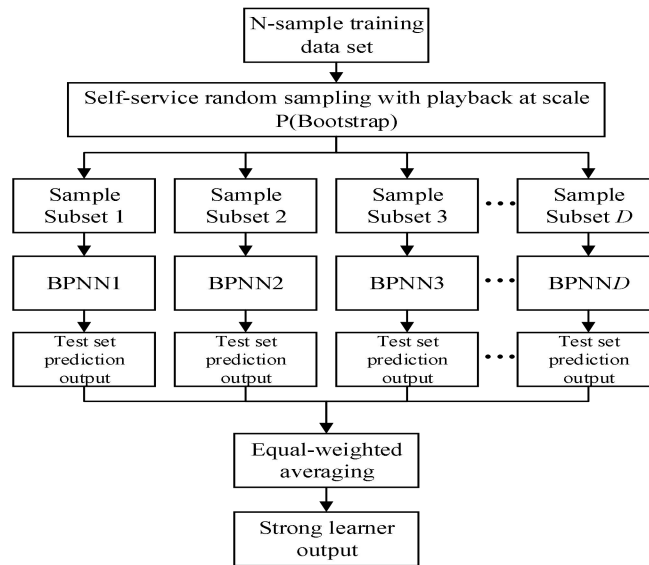 N-sample training
data set
Self-service random sampling with playback at scale
P(Bootstrap)
Sample
Subset 1
Sample
Subset 2
Sample
Subset 3
...
Sample
Subset D
BPNN1
BPNN2
BPNN3
...
BPNND
Test set
prediction
output
Test set
prediction
output
Test set
prediction
output
...
Test set
prediction
output
Equal-weighted
averaging
Strong learner
output